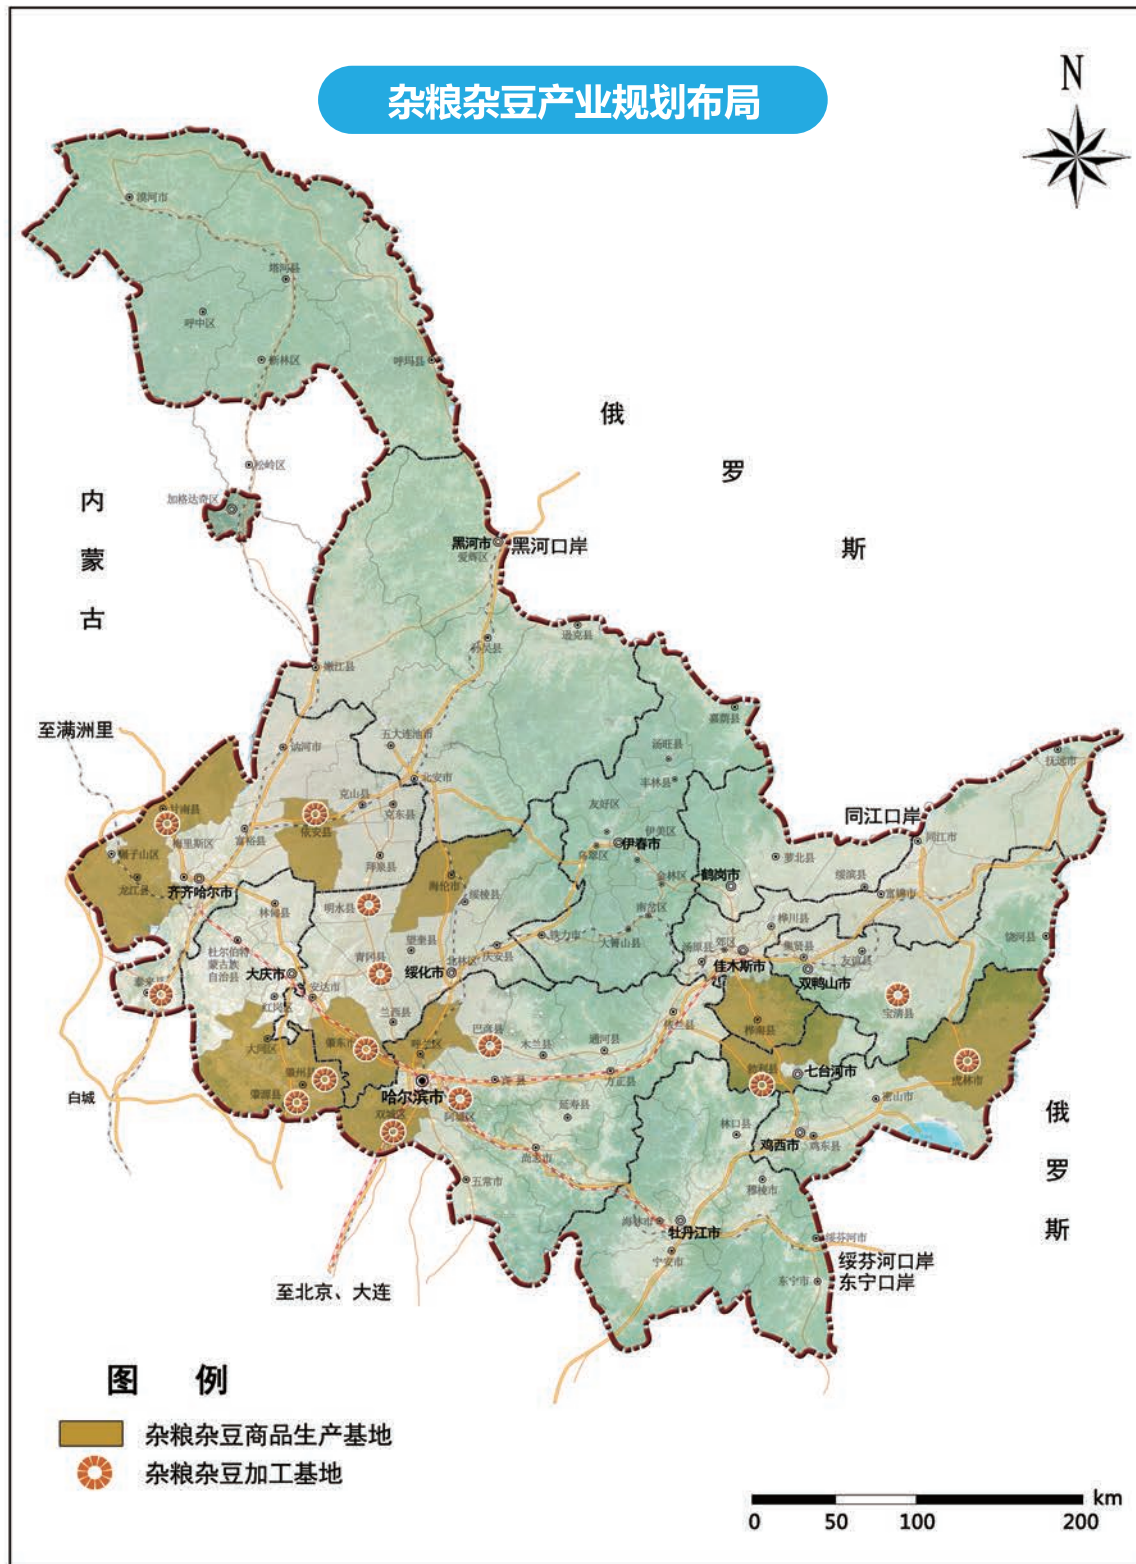 杂粮杂豆产业规划布局
N
漠河市
塔河县
呼中区
新林区
呼玛县
俄
罗
斯
松岭区
加格达奇区
内
蒙
古
黑河市
爱辉区
黑河口岸
逊克县
孙吴县
嫩江县
嘉荫县
至满洲里
讷河市
五大连池市
汤旺县
抚远市
北安市
丰林县
甘南县
克山县
克东县
友好区
同江口岸
依安县
梅里斯区
富裕县
伊美区
伊春市
同江市
碾子山区
拜泉县
乌翠区
萝北县
龙江县
齐齐哈尔市
海伦市
金林区
鹤岗市
绥滨县
富锦市
林甸县
明水县
绥棱县
南岔区
桦川县
杜尔伯特
蒙古族
自治县
望奎县
铁力市
大箐山县
汤原县
郊区
集贤县
友谊县
饶河县
大庆市
青冈县
绥化市
北林区
庆安县
佳木斯市
双鸭山市
泰来县
安达市
红岗区
兰西县
宝清县
依兰县
桦南县
大同区
肇东市
呼兰区
巴彦县
木兰县
通河县
肇州县
勃利县
七台河市
虎林市
白城
肇源县
哈尔滨市
宾县
方正县
密山市
双城区
阿城区
延寿县
林口县
鸡西市
鸡东县
俄
罗
斯
尚志市
五常市
穆棱市
海林市
牡丹江市
绥芬河市
宁安市
绥芬河口岸
东宁市
东宁口岸
至北京、大连
图 例
杂粮杂豆商品生产基地
杂粮杂豆加工基地
km
0 50 100 200